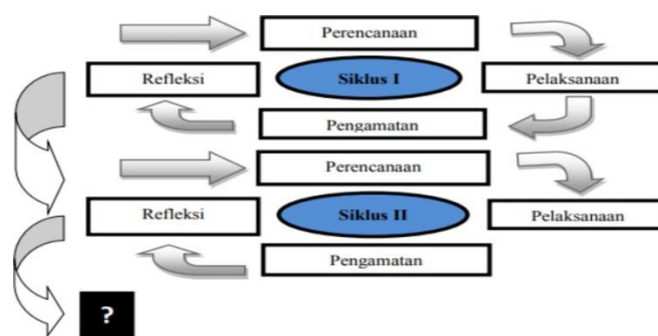 Perencanaan
Refleksi
Siklus I
Pelaksanaan
Pengamatan
Perencanaan
Refleksi
Siklus II
Pelaksanaan
Pengamatan
?